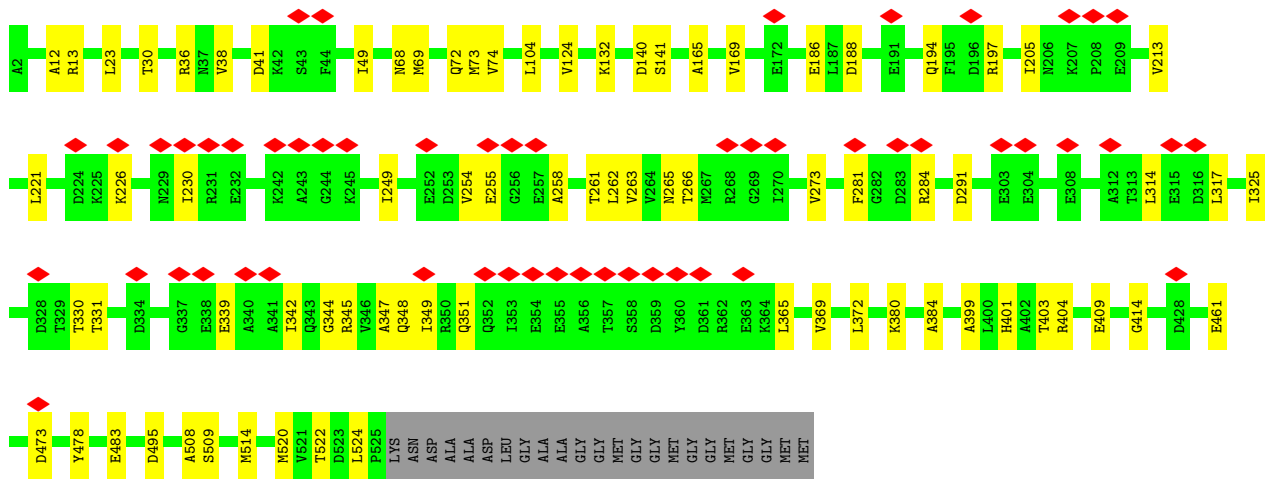 A2 A12 R13 L23 T30 R36 N37 V38 D41 K42 S43 F44 I49 N68 M69 Q72 M73 V74 L104 V124 K132 D140 S141 A165 V169 E172 E186 L187 D188 E191 Q194 F195 D196 R197 I205 N206 K207 P208 E209 V213
L221 D224 K225 K226 N229 I230 R231 E232 K242 A243 G244 K245 I249 E252 D253 V254 E255 G256 E257 A258 T261 L262 V263 V264 N265 T266 M267 R268 G269 I270 V273 F281 G282 D283 R284 D291 E303 E304 E308 A312 T313 L314 E315 D316 L317 I325
D328 T329 T330 T331 D334 G337 E338 E339 A340 A341 I342 Q343 G344 R345 V346 A347 Q348 I349 R350 Q351 Q352 I353 E354 E355 A356 T357 S358 D359 Y360 D361 R362 E363 K364 L365 V369 L372 K380 A384 A399 L400 H401 A402 T403 R404 E409 G414 D428 E461
D473 Y478 E483 D495 A508 S509 M514 M520 V521 T522 D523 L524 P525 LYS ASN ASP ALA ALA ASP LEU GLY ALA ALA GLY GLY MET GLY GLY MET GLY GLY MET GLY GLY MET MET